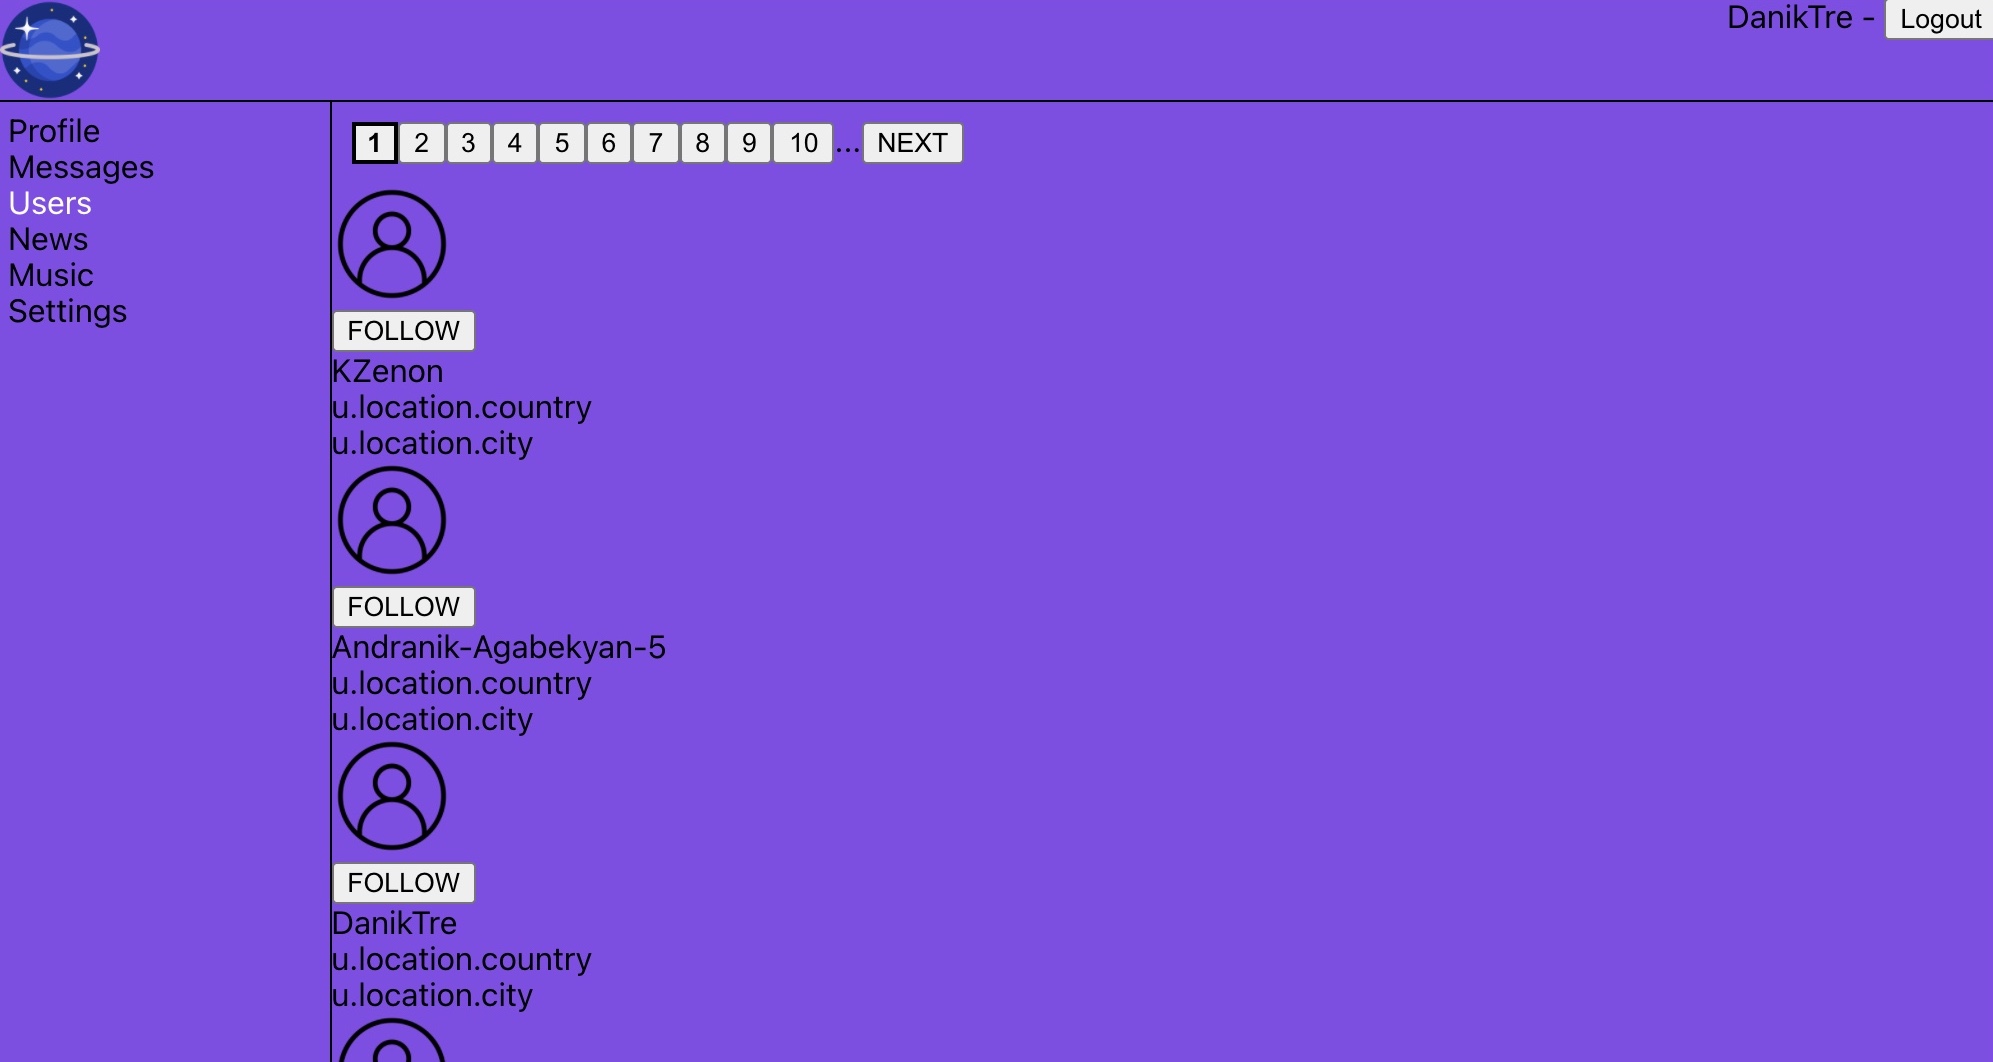 DanikTre - Logout
Profile
Messages
Users
News
Music
Settings
1 2 3 4 5 6 7 8 9 10 ... NEXT
FOLLOW
KZenon
u.location.country
u.location.city
FOLLOW
Andranik-Agabekyan-5
u.location.country
u.location.city
FOLLOW
DanikTre
u.location.country
u.location.city